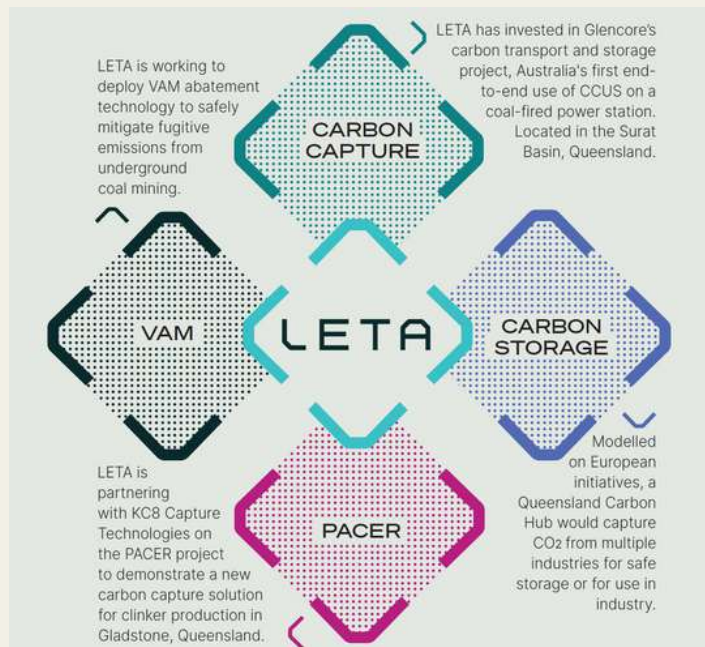 LETA is working to
deploy VAM abatement
technology to safely
mitigate fugitive
emissions from
underground
coal mining.
CARBON
CAPTURE
LETA has invested in Glencore's
carbon transport and storage
project, Australia's first end-
to-end use of CCUS on a
coal-fired power station.
Located in the Surat
Basin, Queensland.
VAM
LETA
CARBON
STORAGE
LETA is
partnering
with KC8 Capture
Technologies on
the PACER project
to demonstrate a new
carbon capture solution
for clinker production in
Gladstone, Queensland.
PACER
Modelled
on European
initiatives, a
Queensland Carbon
Hub would capture
CO2 from multiple
industries for safe
storage or for use in
industry.